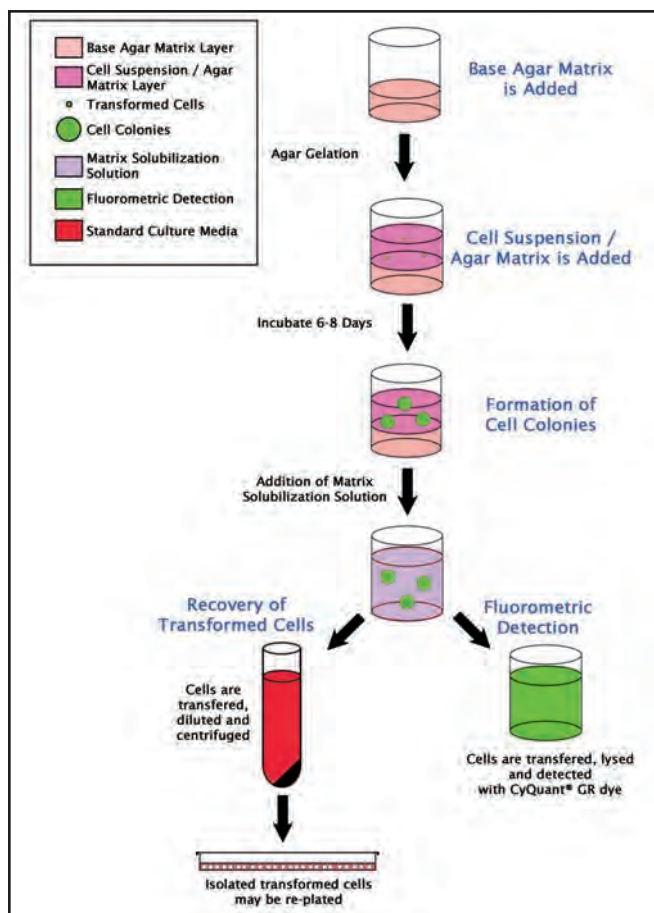 Base Agar Matrix Layer
Cell Suspension / Agar
Matrix Layer
Transformed Cells
Cell Colonies
Matrix Solubilization
Solution
Fluorometric Detection
Standard Culture Media
Base Agar Matrix
is Added
Agar Gelation
Cell Suspension /
Agar Matrix is Added
Incubate 6-8 Days
Formation of
Cell Colonies
Addition of Matrix
Solubilization Solution
Recovery of
Transformed Cells
Cells are
transfered,
diluted and
centrifuged
Isolated transformed cells
may be re-plated
Fluorometric
Detection
Cells are transfered, lysed
and detected
with CyQuant® GR dye